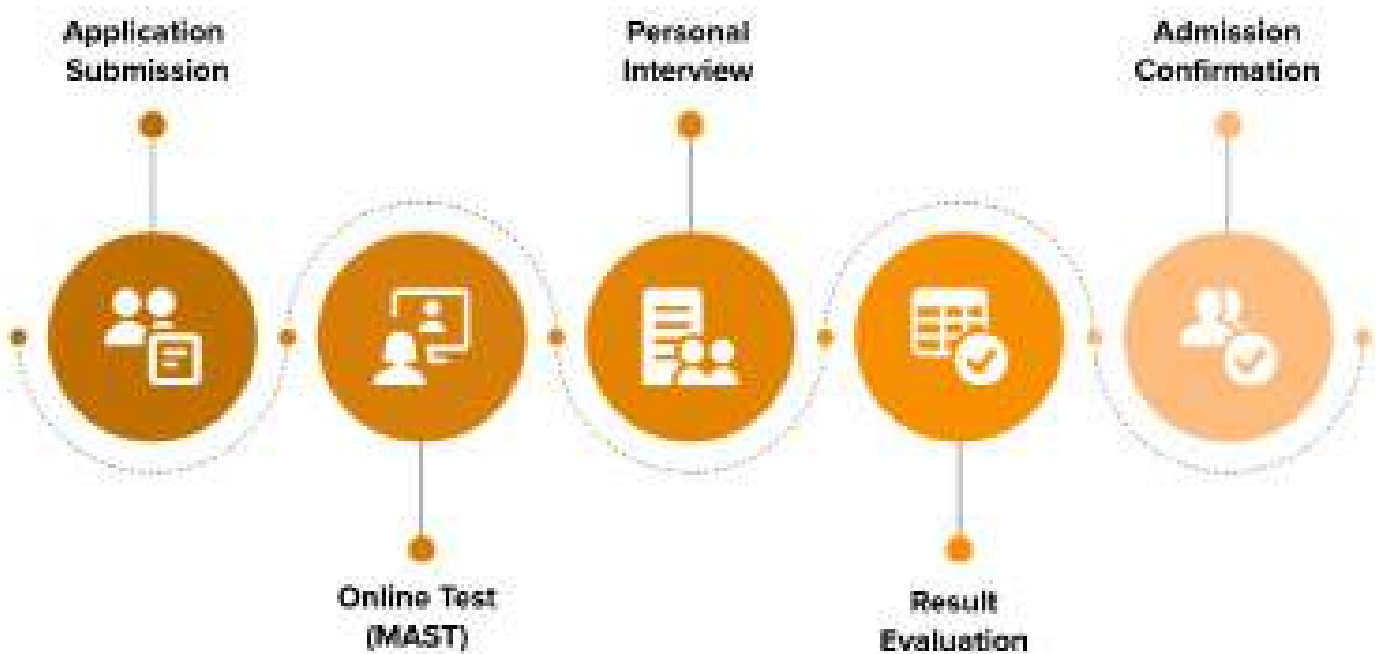 Application
Submission
Online Test
(MAST)
Personal
Interview
Result
Evaluation
Admission
Confirmation